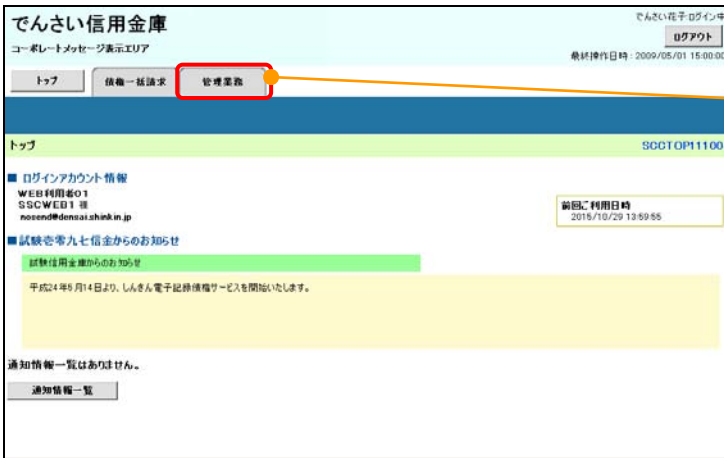 でんさい信用金庫
コーポレートメッセージ表示エリア
でんさい花子:ログイン中
ログアウト
最終操作日時:2009/05/01 15:00:00
トップ
債権一括請求
管理業務
トップ
SCCTOP11100
■ ログインアカウント情報
WEB利用者01
SSCWEB1 様
nosend@densai.shinkin.jp
前回ご利用日時
2015/10/29 13:59:55
■試験壱零九七信金からのお知らせ
試験信用金庫からのお知らせ
平成24年5月14日より、しんきん電子記録債権サービスを開始いたします。
通知情報一覧はありません。
通知情報一覧